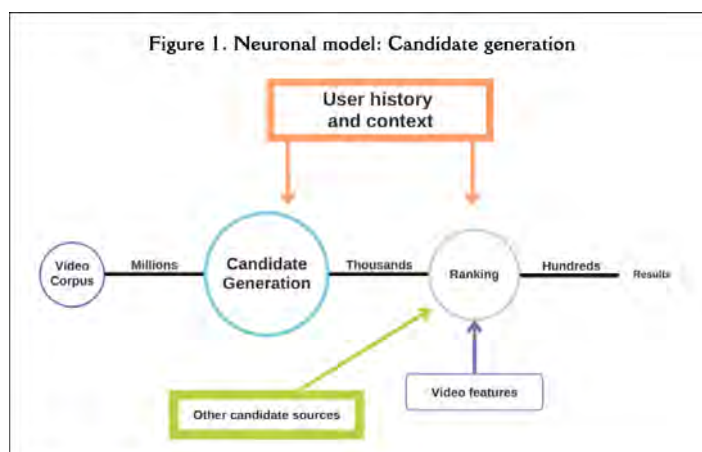 Figure 1. Neuronal model: Candidate generation
User history
and context
Video
Corpus
Millions
Candidate
Generation
Thousands
Ranking
Hundreds
Results
Other candidate sources
Video features